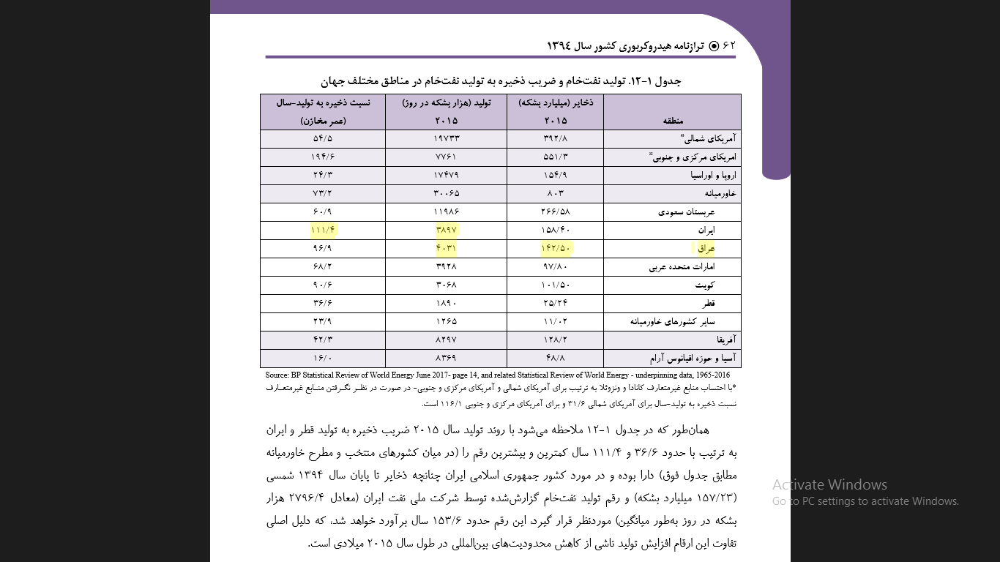 ۶۲ ◉ ترازنامه هیدروکربوری کشور سال ۱۳۹٤
جدول ۱-۱۲. تولید نفت‌خام و ضریب ذخیره به تولید نفت‌خام در مناطق مختلف جهان
منطقه ذخایر (میلیارد بشکه) ۲۰۱۵ تولید (هزار بشکه در روز) ۲۰۱۵ نسبت ذخیره به تولید-سال (عمر مخازن)
آمریکای شمالی* ۳۹۲/۸ ۱۹۷۳۳ ۵۴/۵
امریکای مرکزی و جنوبی* ۵۵۱/۳ ۷۷۶۱ ۱۹۴/۶
اروپا و اوراسیا ۱۵۴/۹ ۱۷۴۷۹ ۲۴/۳
خاورمیانه ۸۰۳ ۳۰۰۶۵ ۷۳/۲
عربستان سعودی ۲۶۶/۵۸ ۱۱۹۸۶ ۶۰/۹
ایران ۱۵۸/۴۰ ۳۸۹۷ ۱۱۱/۴
عراق ۱۴۲/۵۰ ۴۰۳۱ ۹۶/۹
امارات متحده عربی ۹۷/۸۰ ۳۹۲۸ ۶۸/۲
کویت ۱۰۱/۵۰ ۳۰۶۸ ۹۰/۶
قطر ۲۵/۲۴ ۱۸۹۰ ۳۶/۶
سایر کشورهای خاورمیانه ۱۱/۰۲ ۱۲۶۵ ۲۳/۹
آفریقا ۱۲۸/۲ ۸۲۹۷ ۴۲/۳
آسیا و حوزه اقیانوس آرام ۴۸/۸ ۸۳۶۹ ۱۶/۰
Source: BP Statistical Review of World Energy June 2017- page 14, and related Statistical Review of World Energy - underpinning data, 1965-2016
*با احتساب منابع غیرمتعارف کانادا و ونزوئلا به ترتیب برای آمریکای شمالی و آمریکای مرکزی و جنوبی- در صورت در نظر نگرفتن منابع غیرمتعارف
نسبت ذخیره به تولید-سال برای آمریکای شمالی ۳۱/۶ و برای آمریکای مرکزی و جنوبی ۱۱۶/۱ است.
همان‌طور که در جدول ۱-۱۲ ملاحظه می‌شود با روند تولید سال ۲۰۱۵ ضریب ذخیره به تولید قطر و ایران
به ترتیب با حدود ۳۶/۶ و ۱۱۱/۴ سال کمترین و بیشترین رقم را (در میان کشورهای منتخب و مطرح خاورمیانه
مطابق جدول فوق) دارا بوده و در مورد کشور جمهوری اسلامی ایران چنانچه ذخایر تا پایان سال ۱۳۹۴ شمسی
(۱۵۷/۲۳ میلیارد بشکه) و رقم تولید نفت‌خام گزارش‌شده توسط شرکت ملی نفت ایران (معادل ۲۷۹۶/۴ هزار
بشکه در روز به‌طور میانگین) موردنظر قرار گیرد، این رقم حدود ۱۵۳/۶ سال برآورد خواهد شد، که دلیل اصلی
تفاوت این ارقام افزایش تولید ناشی از کاهش محدودیت‌های بین‌المللی در طول سال ۲۰۱۵ میلادی است.
Activate Windows
Go to PC settings to activate Windows.